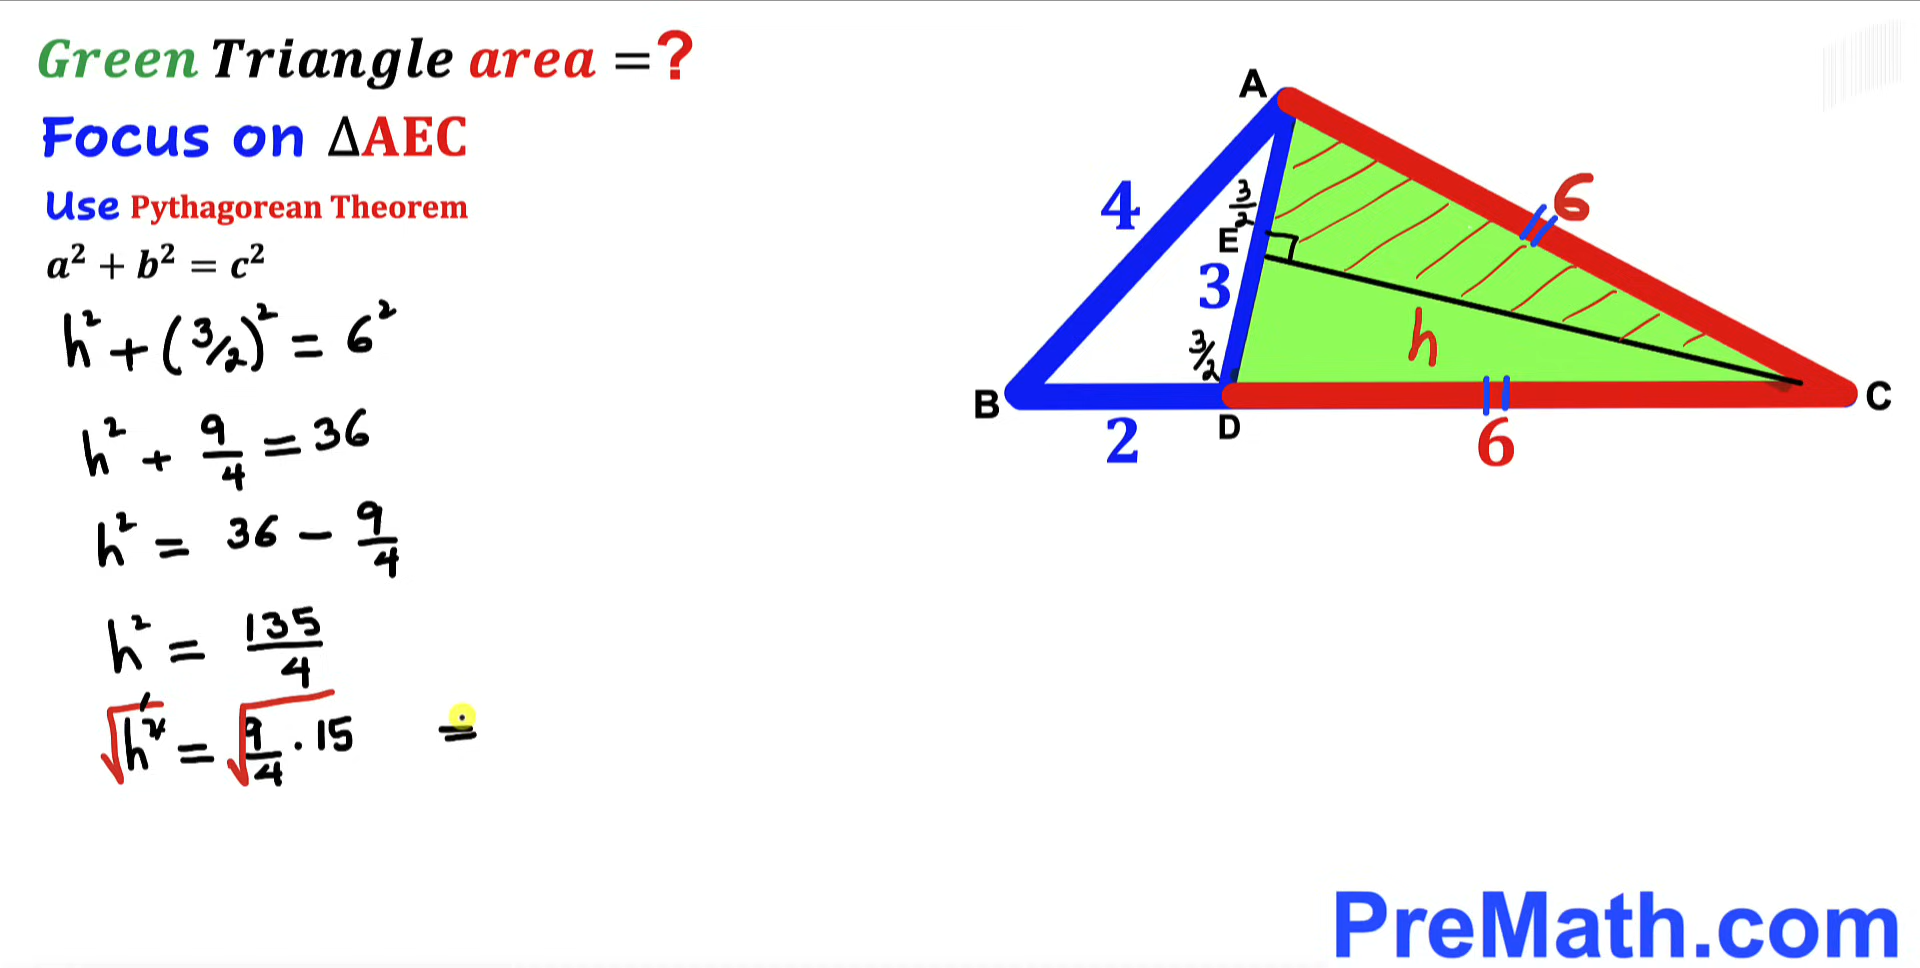 Green Triangle area = ?
Focus on ΔAEC
Use Pythagorean Theorem
a² + b² = c²
h² + (3/2)² = 6²
h² + 9/4 = 36
h² = 36 − 9/4
h² = 135/4
√h² = √9/4 · 15 =
A
4
3/2
6
E
3
h
3/2
B
C
D
2
6
PreMath.com